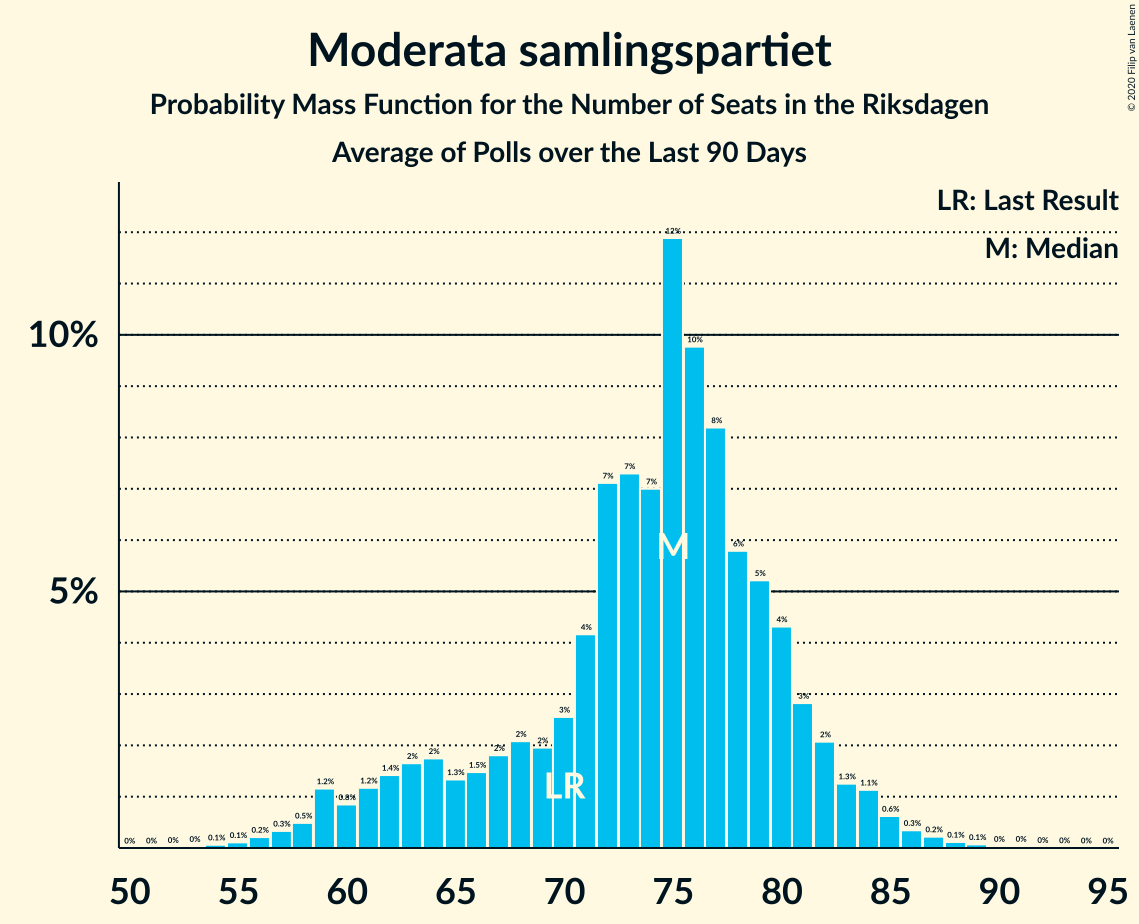 Moderata samlingspartiet
Probability Mass Function for the Number of Seats in the Riksdagen
Average of Polls over the Last 90 Days
© 2020 Filip van Laenen
LR: Last Result
M: Median
10%
5%
0% 0% 0% 0% 0.1% 0.1% 0.2% 0.3% 0.5% 1.2% 0.8% 1.2% 1.4% 2% 2% 1.3% 1.5% 2% 2% 2% 3% 4% 7% 7% 7% 12% 10% 8% 6% 5% 4% 3% 2% 1.3% 1.1% 0.6% 0.3% 0.2% 0.1% 0.1% 0% 0% 0% 0% 0% 0%
M
LR
50 55 60 65 70 75 80 85 90 95